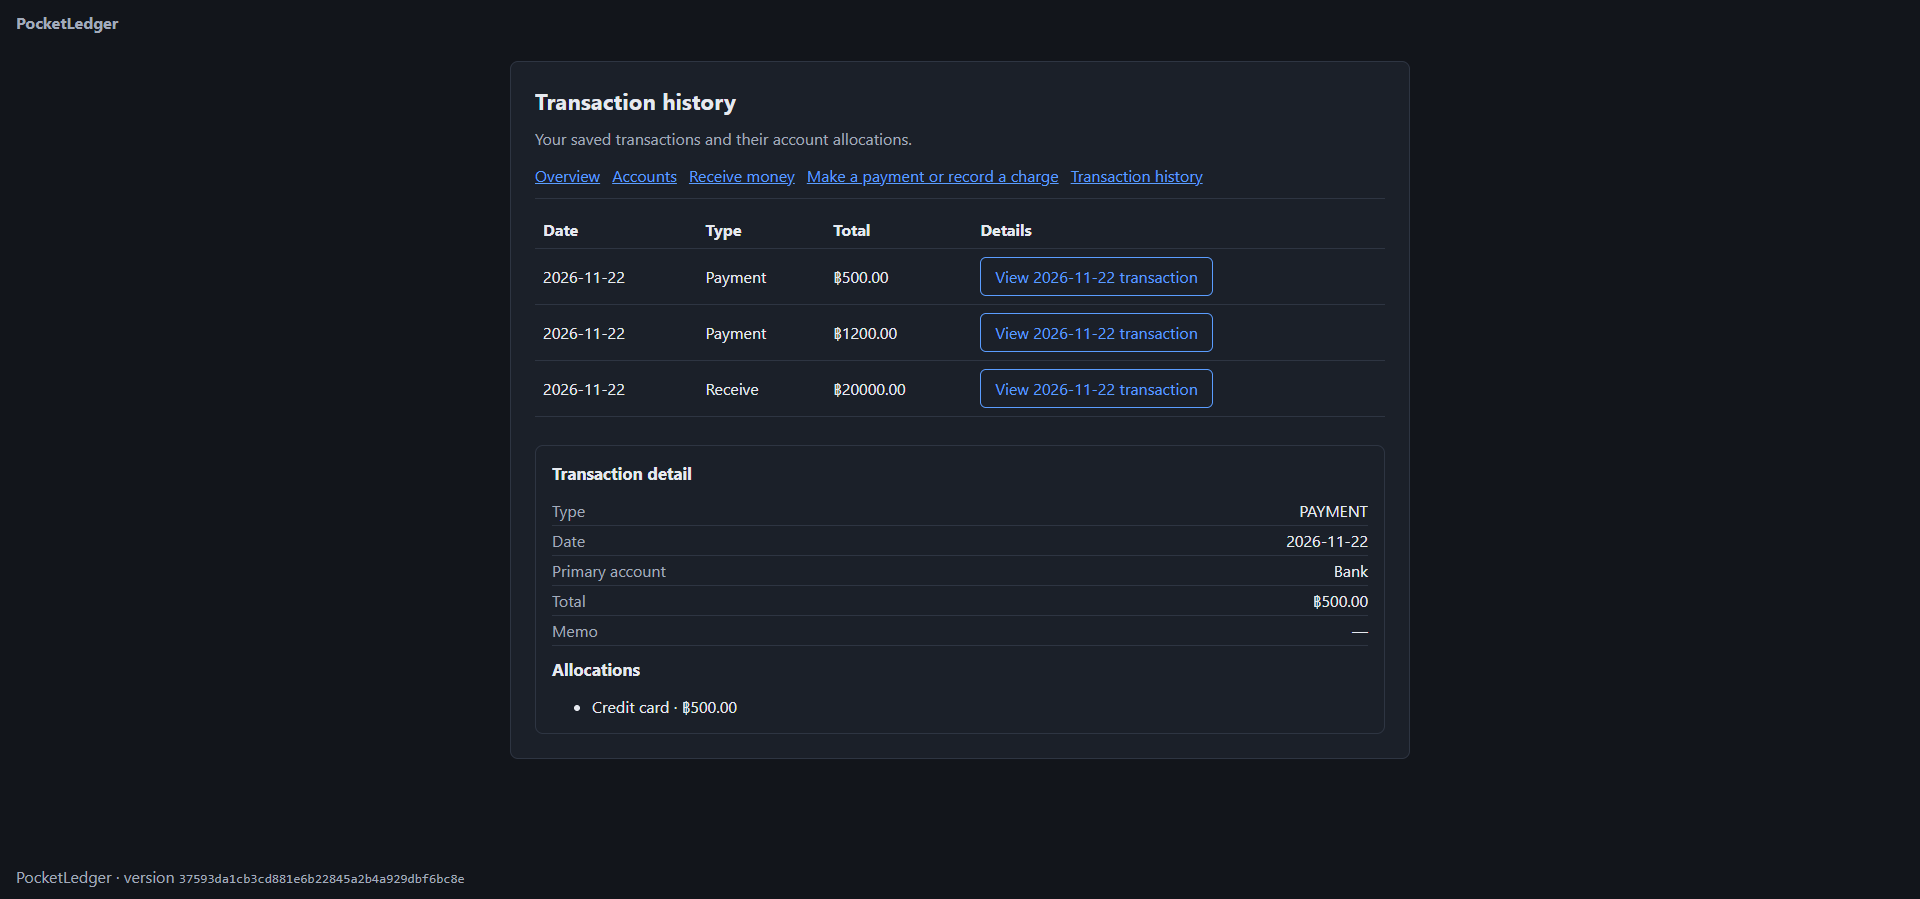 PocketLedger
Transaction history
Your saved transactions and their account allocations.
Overview Accounts Receive money Make a payment or record a charge Transaction history
Date Type Total Details
2026-11-22 Payment ฿500.00 View 2026-11-22 transaction
2026-11-22 Payment ฿1200.00 View 2026-11-22 transaction
2026-11-22 Receive ฿20000.00 View 2026-11-22 transaction
Transaction detail
Type PAYMENT
Date 2026-11-22
Primary account Bank
Total ฿500.00
Memo —
Allocations
• Credit card · ฿500.00
PocketLedger · version 37593da1cb3cd881e6b22845a2b4a929dbf6bc8e